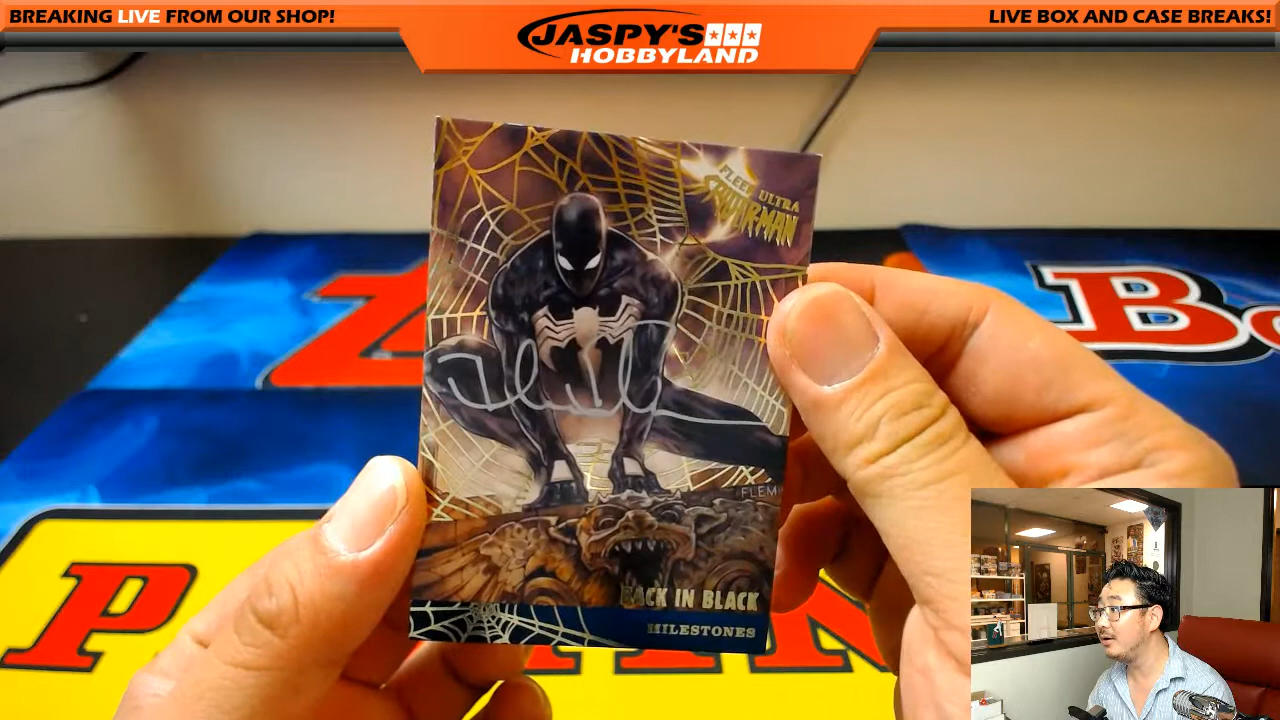 BREAKING LIVE FROM OUR SHOP!
JASPY'S
HOBBYLAND
LIVE BOX AND CASE BREAKS!
FLEER ULTRA
SPIDER-MAN
FLEM
BACK IN BLACK
MILESTONES